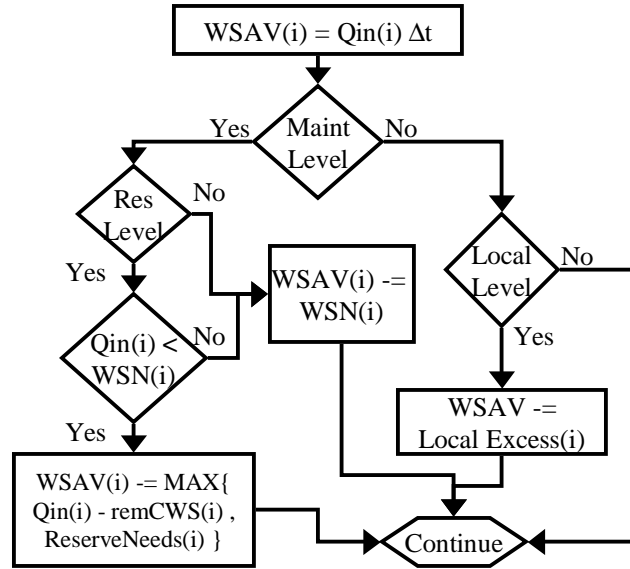 WSAV(i) = Qin(i) Δt
Yes
Maint
Level
No
Res
Level
No
Yes
Local
Level
No
WSAV(i) -=
WSN(i)
Qin(i) <
WSN(i)
No
Yes
Yes
WSAV -=
Local Excess(i)
WSAV(i) -= MAX{
Qin(i) - remCWS(i) ,
ReserveNeeds(i) }
Continue